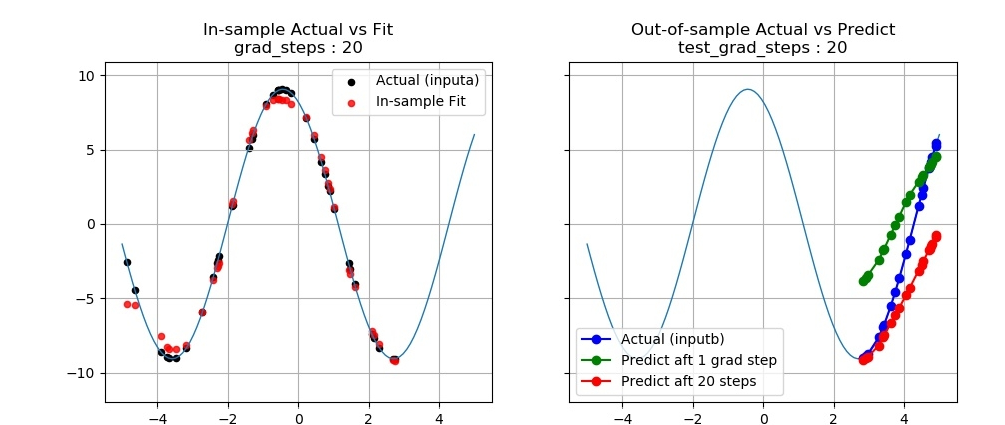 In-sample Actual vs Fit
grad_steps : 20
Actual (inputa)
In-sample Fit
10
5
0
−5
−10
−4
−2
0
2
4
Out-of-sample Actual vs Predict
test_grad_steps : 20
Actual (inputb)
Predict aft 1 grad step
Predict aft 20 steps
−4
−2
0
2
4